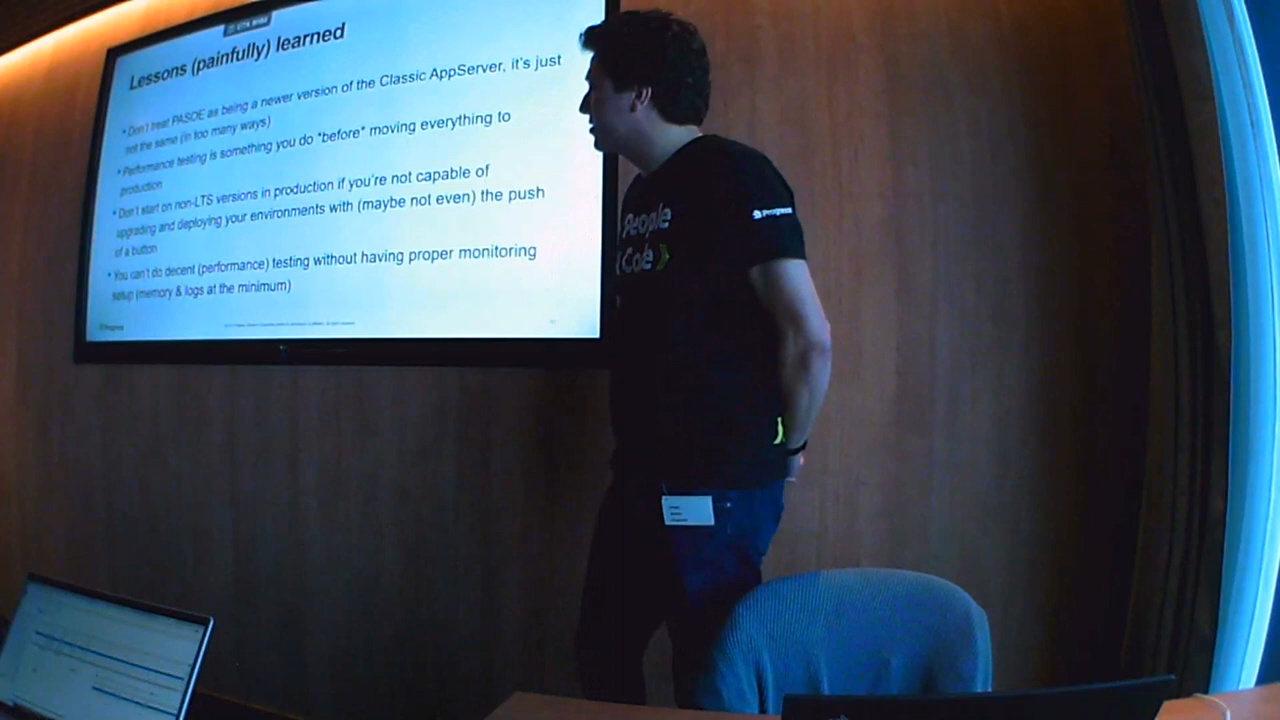 Lessons (painfully) learned
• Don't treat PASOE as being a newer version of the Classic AppServer, it's just
not the same (in too many ways)
• Performance testing is something you do *before* moving everything to
production
• Don't start on non-LTS versions in production if you're not capable of
upgrading and deploying your environments with (maybe not even) the push
of a button
• You can't do decent (performance) testing without having proper monitoring
setup (memory & logs at the minimum)
Progress
People
Code
Progress